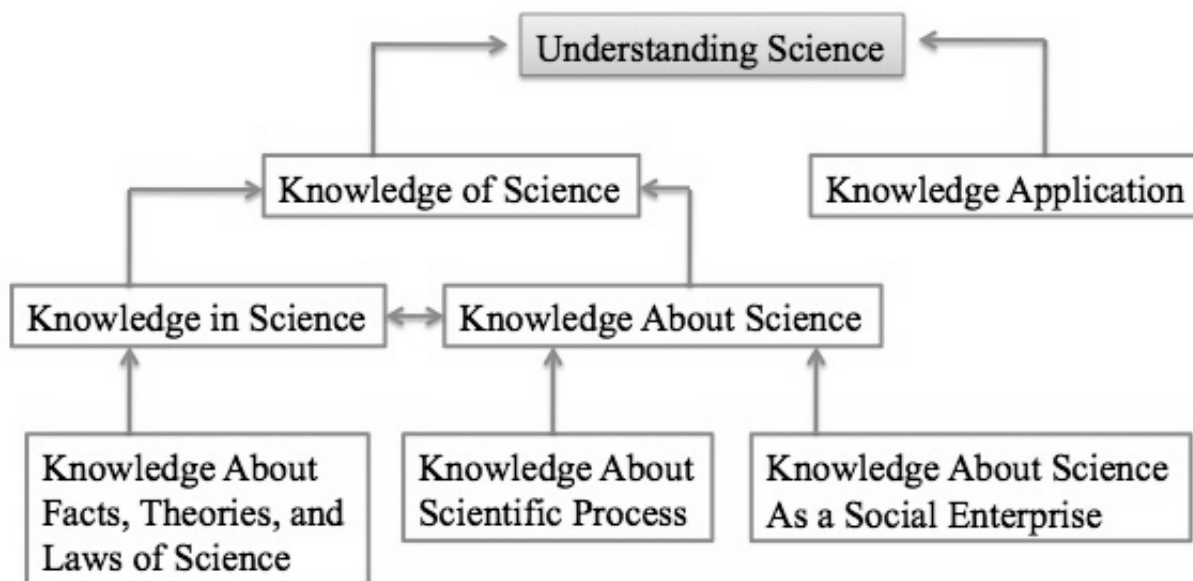 Understanding Science
Knowledge of Science
Knowledge Application
Knowledge in Science
Knowledge About Science
Knowledge About
Facts, Theories, and
Laws of Science
Knowledge About
Scientific Process
Knowledge About Science
As a Social Enterprise